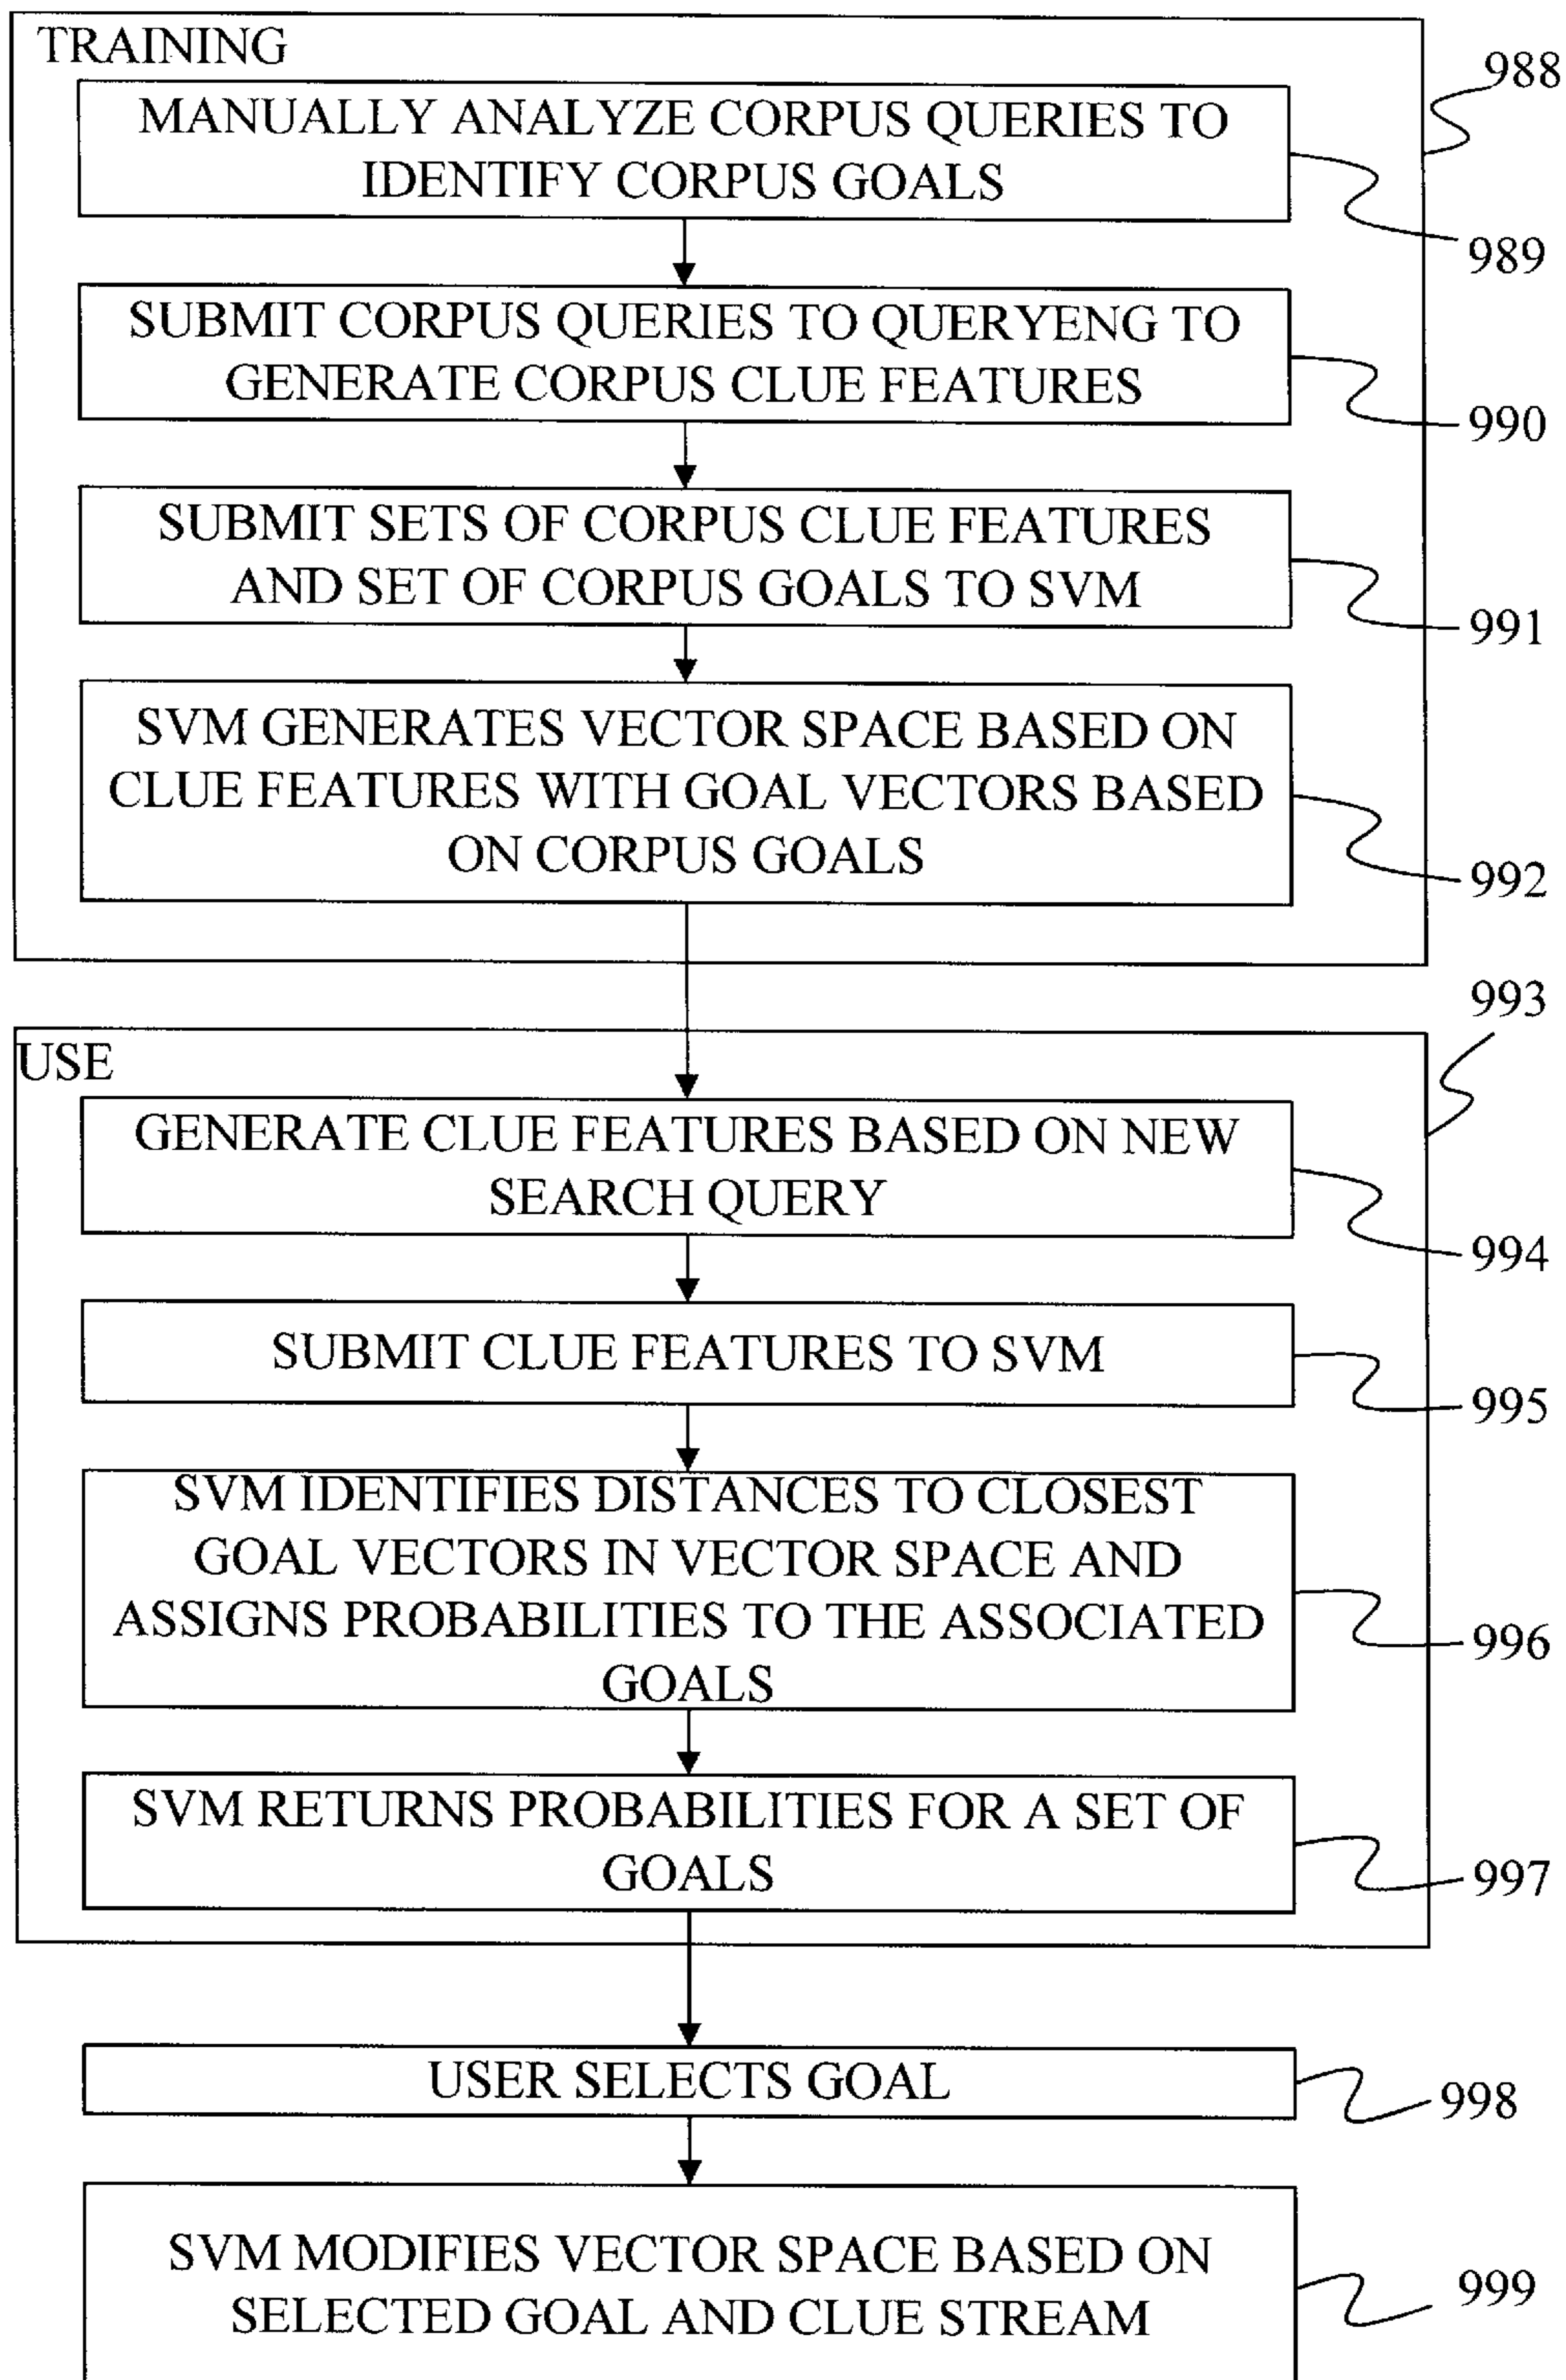 TRAINING
988
MANUALLY ANALYZE CORPUS QUERIES TO
IDENTIFY CORPUS GOALS
989
SUBMIT CORPUS QUERIES TO QUERYENG TO
GENERATE CORPUS CLUE FEATURES
990
SUBMIT SETS OF CORPUS CLUE FEATURES
AND SET OF CORPUS GOALS TO SVM
991
SVM GENERATES VECTOR SPACE BASED ON
CLUE FEATURES WITH GOAL VECTORS BASED
ON CORPUS GOALS
992
993
USE
GENERATE CLUE FEATURES BASED ON NEW
SEARCH QUERY
994
SUBMIT CLUE FEATURES TO SVM
995
SVM IDENTIFIES DISTANCES TO CLOSEST
GOAL VECTORS IN VECTOR SPACE AND
ASSIGNS PROBABILITIES TO THE ASSOCIATED
GOALS
996
SVM RETURNS PROBABILITIES FOR A SET OF
GOALS
997
USER SELECTS GOAL
998
SVM MODIFIES VECTOR SPACE BASED ON
SELECTED GOAL AND CLUE STREAM
999